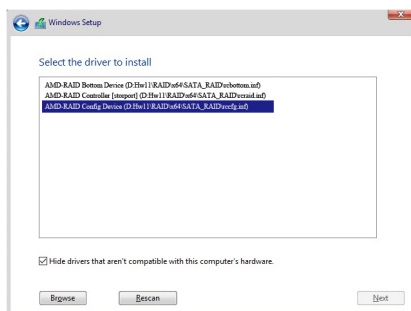 Windows Setup
Select the driver to install
AMD-RAID Bottom Device (D:Hw11\RAID\x64\SATA_RAID\rcbottom.inf)
AMD-RAID Controller [storport] (D:Hw11\RAID\x64\SATA_RAID\rcraid.inf)
AMD-RAID Config Device (D:Hw11\RAID\x64\SATA_RAID\rccfg.inf)
Hide drivers that aren't compatible with this computer's hardware.
Browse Rescan Next